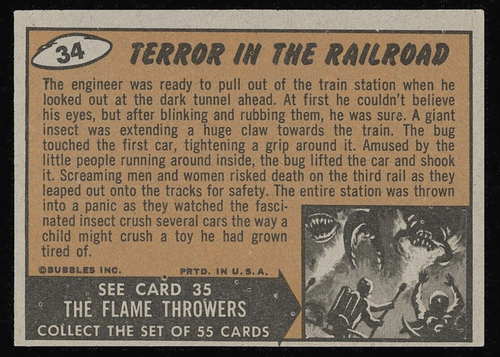 34
TERROR IN THE RAILROAD
The engineer was ready to pull out of the train station when he
looked out at the dark tunnel ahead. At first he couldn't believe
his eyes, but after blinking and rubbing them, he was sure. A giant
insect was extending a huge claw towards the train. The bug
touched the first car, tightening a grip around it. Amused by the
little people running around inside, the bug lifted the car and shook
it. Screaming men and women risked death on the third rail as they
leaped out onto the tracks for safety. The entire station was thrown
into a panic as they watched the fasci-
nated insect crush several cars the way a
child might crush a toy he had grown
tired of.
©BUBBLES INC. PRTD. IN U.S.A.
SEE CARD 35
THE FLAME THROWERS
COLLECT THE SET OF 55 CARDS